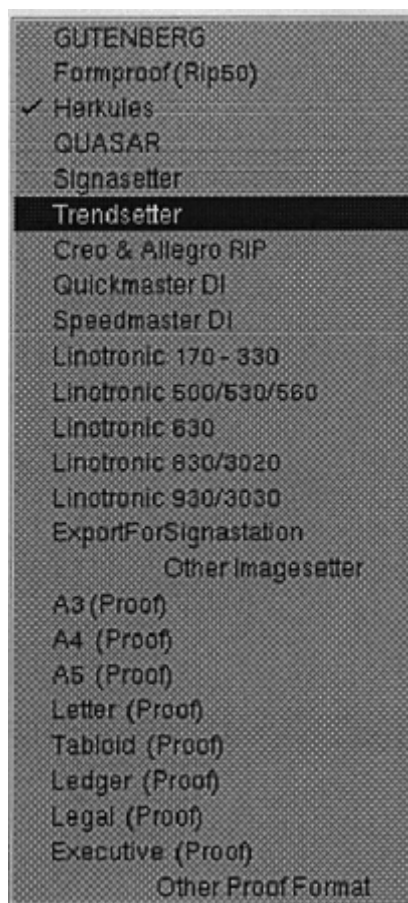 GUTENBERG
Formproof(Rip50)
✓ Herkules
QUASAR
Signasetter
Trendsetter
Creo & Allegro RIP
Quickmaster DI
Speedmaster DI
Linotronic 170 - 330
Linotronic 500/530/560
Linotronic 630
Linotronic 830/3020
Linotronic 930/3030
ExportForSignastation
Other Imagesetter
A3 (Proof)
A4 (Proof)
A5 (Proof)
Letter (Proof)
Tabloid (Proof)
Ledger (Proof)
Legal (Proof)
Executive (Proof)
Other Proof Format